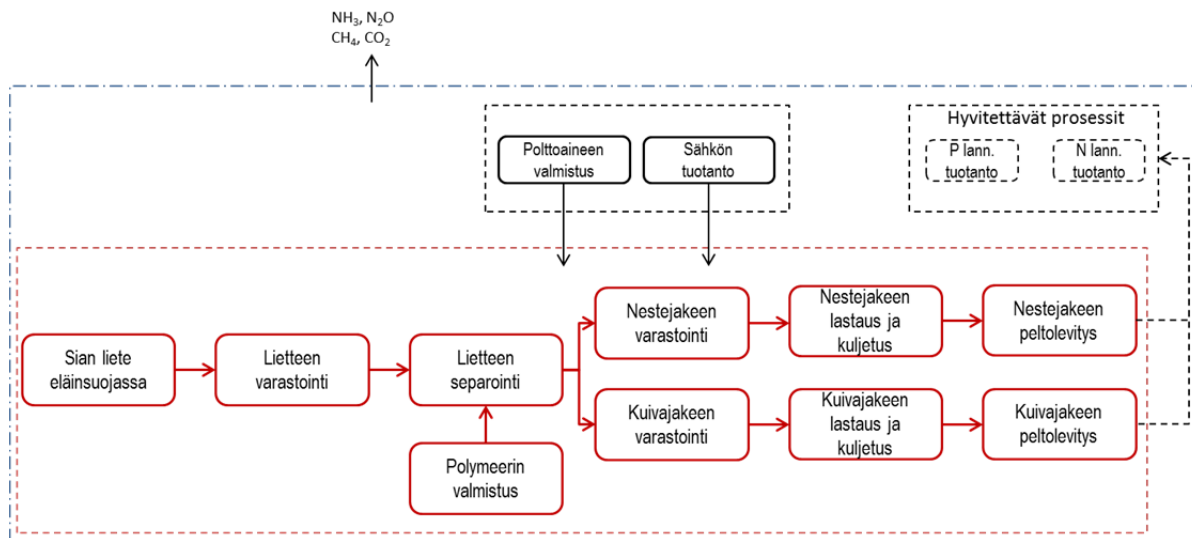 NH₃, N₂O
CH₄, CO₂
Polttoaineen
valmistus
Sähkön
tuotanto
Hyvitettävät prosessit
P lann.
tuotanto
N lann.
tuotanto
Sian liete
eläinsuojassa
Lietteen
varastointi
Lietteen
separointi
Polymeerin
valmistus
Nestejakeen
varastointi
Nestejakeen
lastaus ja
kuljetus
Nestejakeen
peltolevitys
Kuivajakeen
varastointi
Kuivajakeen
lastaus ja
kuljetus
Kuivajakeen
peltolevitys